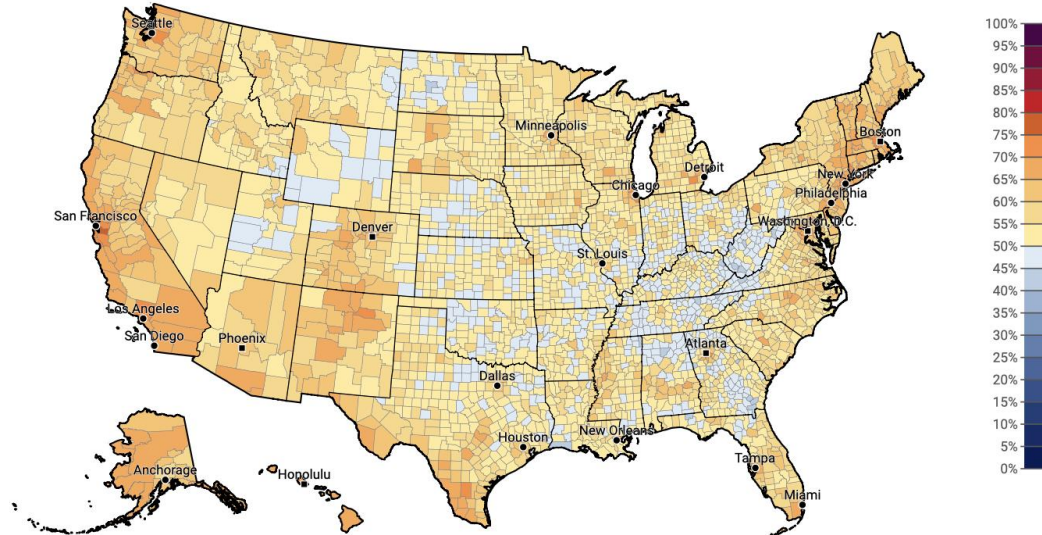 Seattle
Minneapolis
Boston
Detroit
Chicago
New York
Philadelphia
San Francisco
Denver
Washington, D.C.
St. Louis
Los Angeles
San Diego
Phoenix
Atlanta
Dallas
Houston
New Orleans
Tampa
Miami
Anchorage
Honolulu
100%
95%
90%
85%
80%
75%
70%
65%
60%
55%
50%
45%
40%
35%
30%
25%
20%
15%
10%
5%
0%